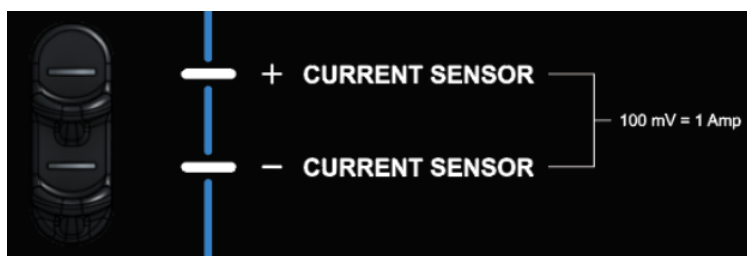 + CURRENT SENSOR
100 mV = 1 Amp
− CURRENT SENSOR